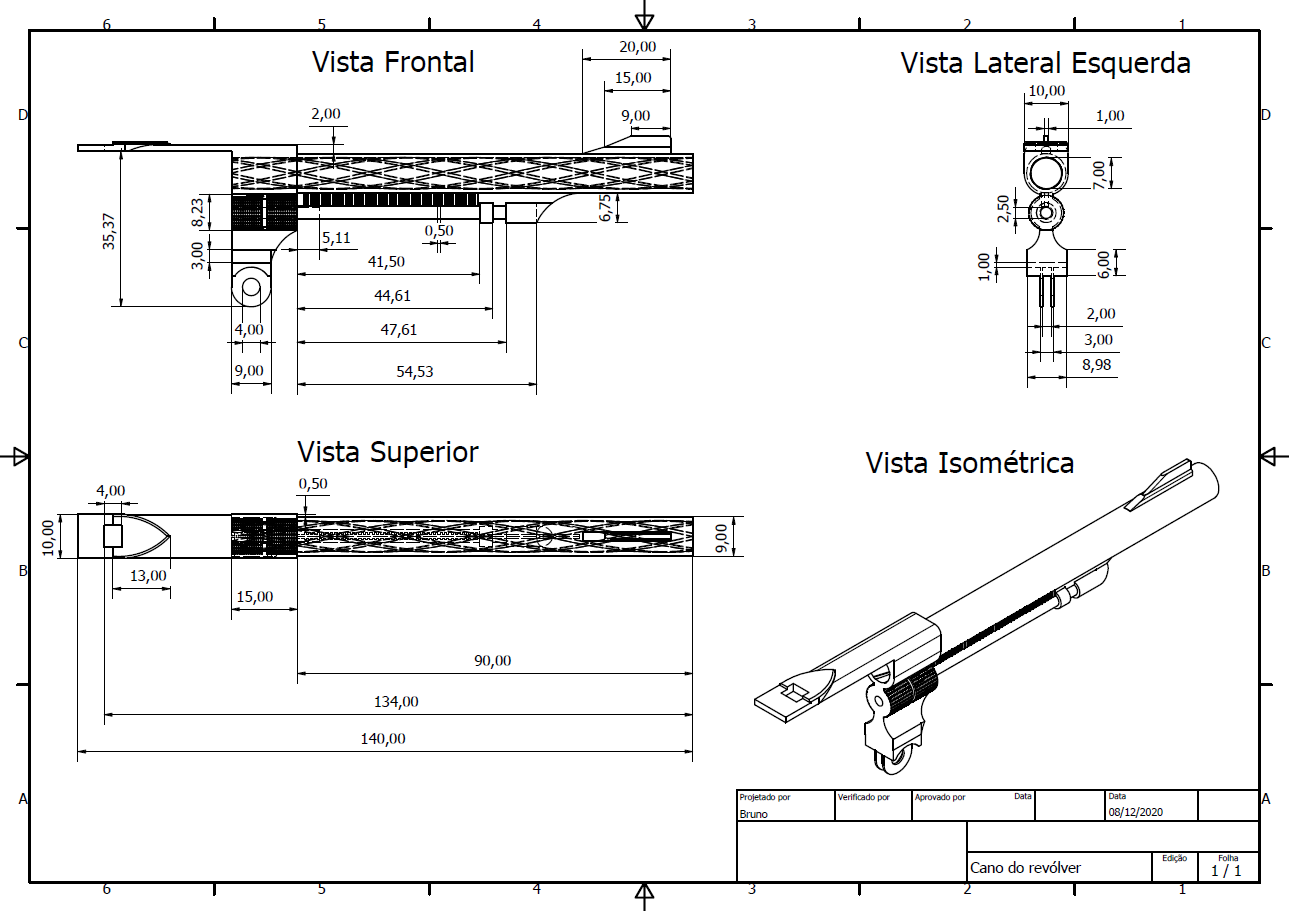 6 5 4 3 2 1
Vista Frontal
Vista Lateral Esquerda
20,00
15,00
9,00
2,00
35,37
8,23
3,00
5,11
0,50
6,75
41,50
44,61
47,61
54,53
4,00
9,00
10,00
1,00
7,00
2,50
1,00
6,00
2,00
3,00
8,98
D D
C C
Vista Superior
Vista Isométrica
4,00
0,50
10,00
9,00
13,00
15,00
90,00
134,00
140,00
B B
A A
Projetado por
Bruno
Verificado por
Aprovado por
Data
Data
08/12/2020
Cano do revólver
Edição
Folha
1 / 1
6 5 4 3 2 1